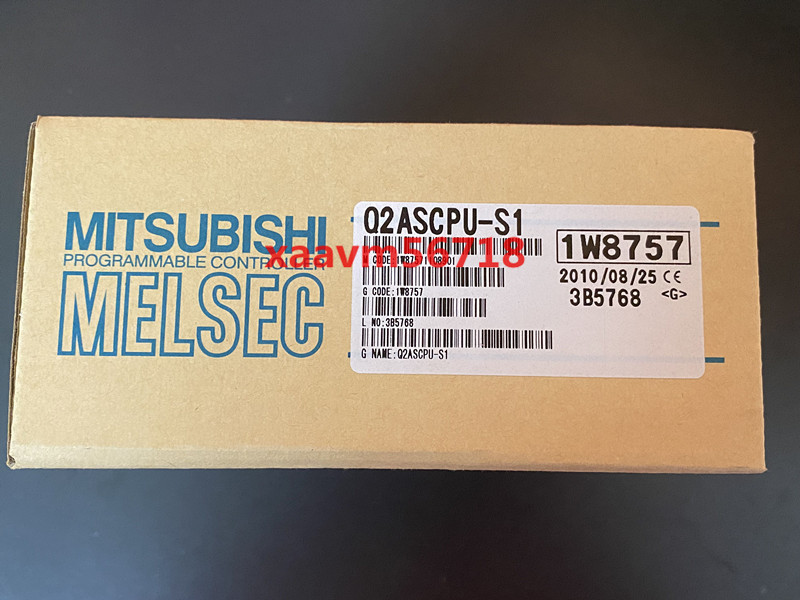 MITSUBISHI
PROGRAMMABLE CONTROLLER
MELSEC
Q2ASCPU-S1
xaavm56718
1W8757
2010/08/25 CE
3B5768 <G>
G CODE:1W8757
L NO:3B5768
G NAME:Q2ASCPU-S1